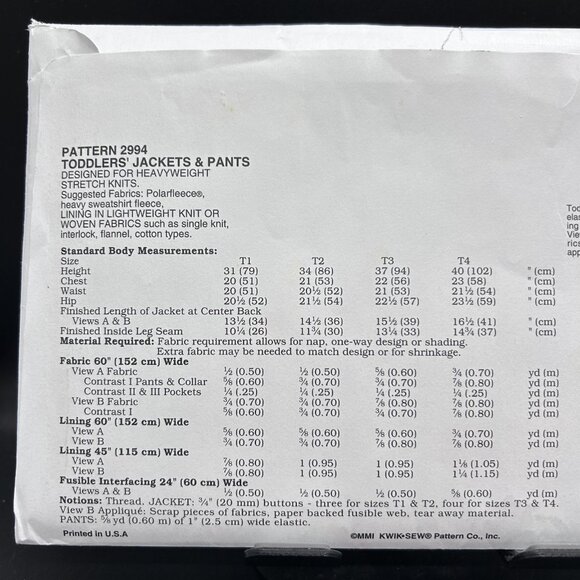 PATTERN 2994
TODDLERS' JACKETS & PANTS
DESIGNED FOR HEAVYWEIGHT
STRETCH KNITS.
Suggested Fabrics: Polarfleece®,
heavy sweatshirt fleece,
LINING IN LIGHTWEIGHT KNIT OR
WOVEN FABRICS such as single knit,
interlock, flannel, cotton types.
Standard Body Measurements:
Size T1 T2 T3 T4
Height 31 (79) 34 (86) 37 (94) 40 (102) " (cm)
Chest 20 (51) 21 (53) 22 (56) 23 (58) " (cm)
Waist 20 (51) 20½ (52) 21 (53) 21½ (54) " (cm)
Hip 20½ (52) 21½ (54) 22½ (57) 23½ (59) " (cm)
Finished Length of Jacket at Center Back
Views A & B 13½ (34) 14½ (36) 15½ (39) 16½ (41) " (cm)
Finished Inside Leg Seam 10¼ (26) 11¾ (30) 13¼ (33) 14¾ (37) " (cm)
Material Required: Fabric requirement allows for nap, one-way design or shading.
Extra fabric may be needed to match design or for shrinkage.
Fabric 60" (152 cm) Wide
View A Fabric ½ (0.50) ½ (0.50) ⅝ (0.60) ¾ (0.70) yd (m)
Contrast I Pants & Collar ⅝ (0.60) ¾ (0.70) ¾ (0.70) ⅞ (0.80) yd (m)
Contrast II & III Pockets ¼ (.25) ¼ (.25) ¼ (.25) ¼ (.25) yd (m)
View B Fabric ¾ (0.70) ¾ (0.70) ⅞ (0.80) ⅞ (0.80) yd (m)
Contrast I ⅝ (0.60) ¾ (0.70) ¾ (0.70) ⅞ (0.80) yd (m)
Lining 60" (152 cm) Wide
View A ⅝ (0.60) ⅝ (0.60) ⅝ (0.60) ¾ (0.70) yd (m)
View B ¾ (0.70) ¾ (0.70) ⅞ (0.80) ⅞ (0.80) yd (m)
Lining 45" (115 cm) Wide
View A ⅞ (0.80) 1 (0.95) 1 (0.95) 1⅛ (1.05) yd (m)
View B ⅞ (0.80) 1 (0.95) 1 (0.95) 1¼ (1.15) yd (m)
Fusible Interfacing 24" (60 cm) Wide
Views A & B ½ (0.50) ½ (0.50) ½ (0.50) ⅝ (0.60) yd (m)
Notions: Thread, JACKET: ¾" (20 mm) buttons - three for sizes T1 & T2, four for sizes T3 & T4.
View B Appliqué: Scrap pieces of fabrics, paper backed fusible web, tear away material.
PANTS: ⅝ yd (0.60 m) of 1" (2.5 cm) wide elastic.
Printed in U.S.A ©MMI KWIK•SEW® Pattern Co., Inc.
Tod
elas
ing
View
rics
app